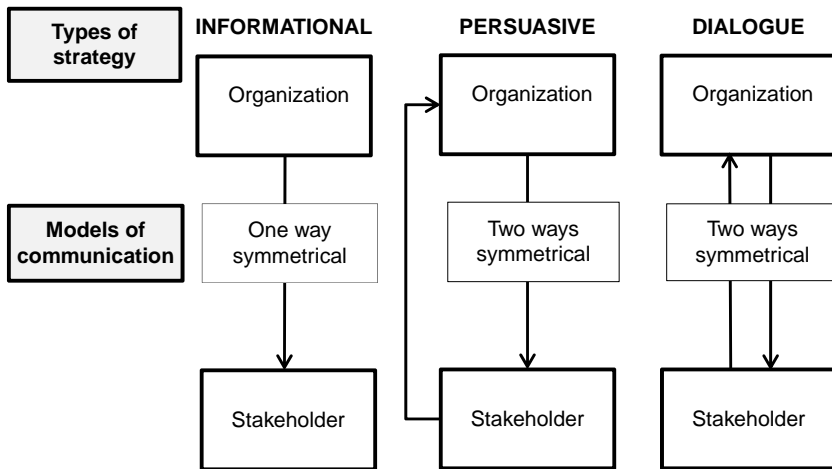 Types of
strategy
INFORMATIONAL
PERSUASIVE
DIALOGUE
Organization
Organization
Organization
Models of
communication
One way
symmetrical
Two ways
symmetrical
Two ways
symmetrical
Stakeholder
Stakeholder
Stakeholder